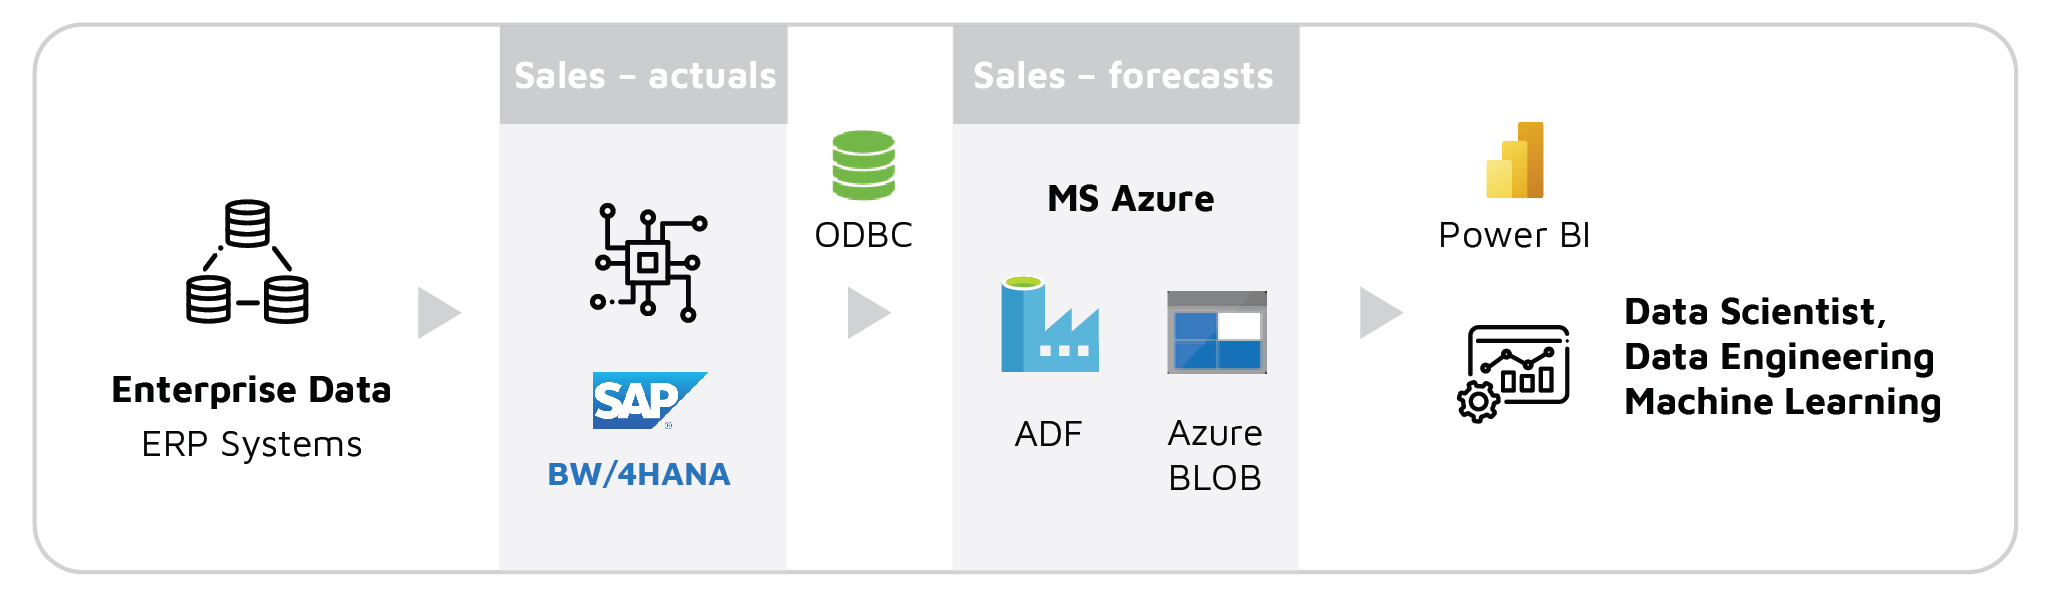 Sales – actuals
Sales – forecasts
Enterprise Data
ERP Systems
SAP®
BW/4HANA
ODBC
MS Azure
ADF
Azure
BLOB
Power BI
Data Scientist,
Data Engineering
Machine Learning